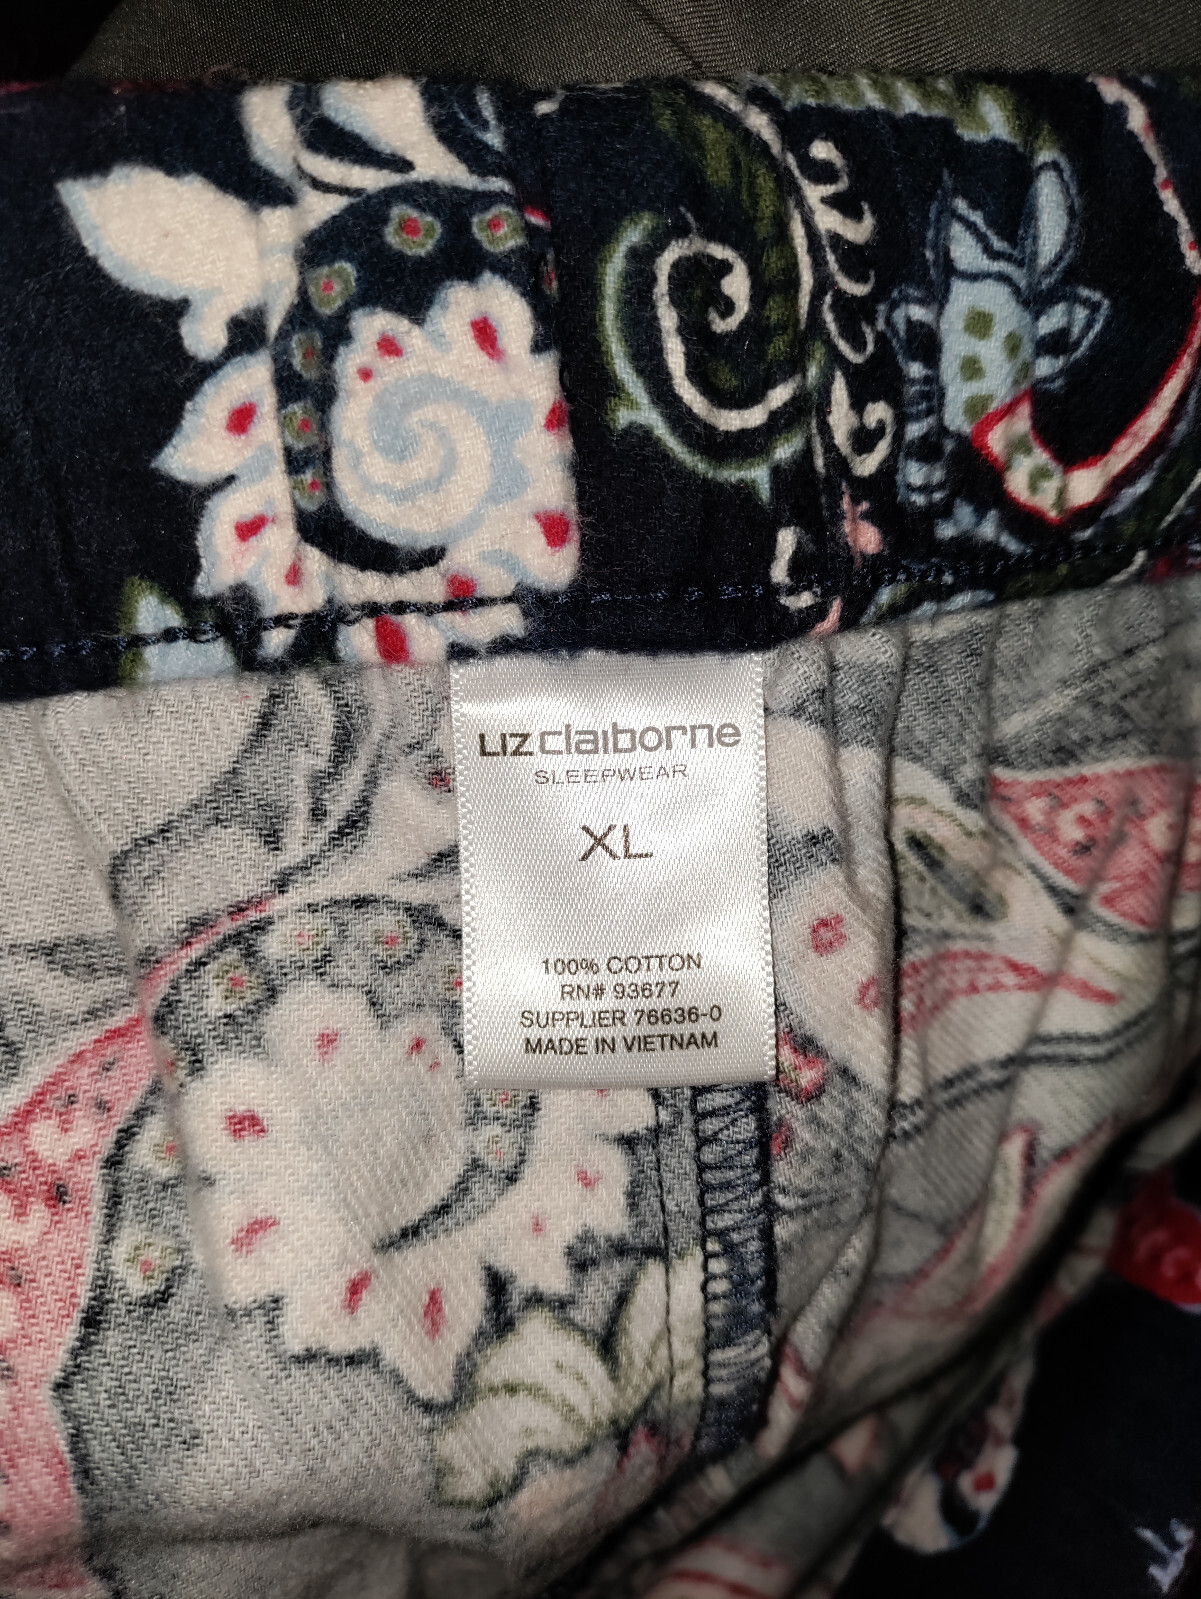 LIZ claiborne
SLEEPWEAR
XL
100% COTTON
RN# 93677
SUPPLIER 76636-0
MADE IN VIETNAM